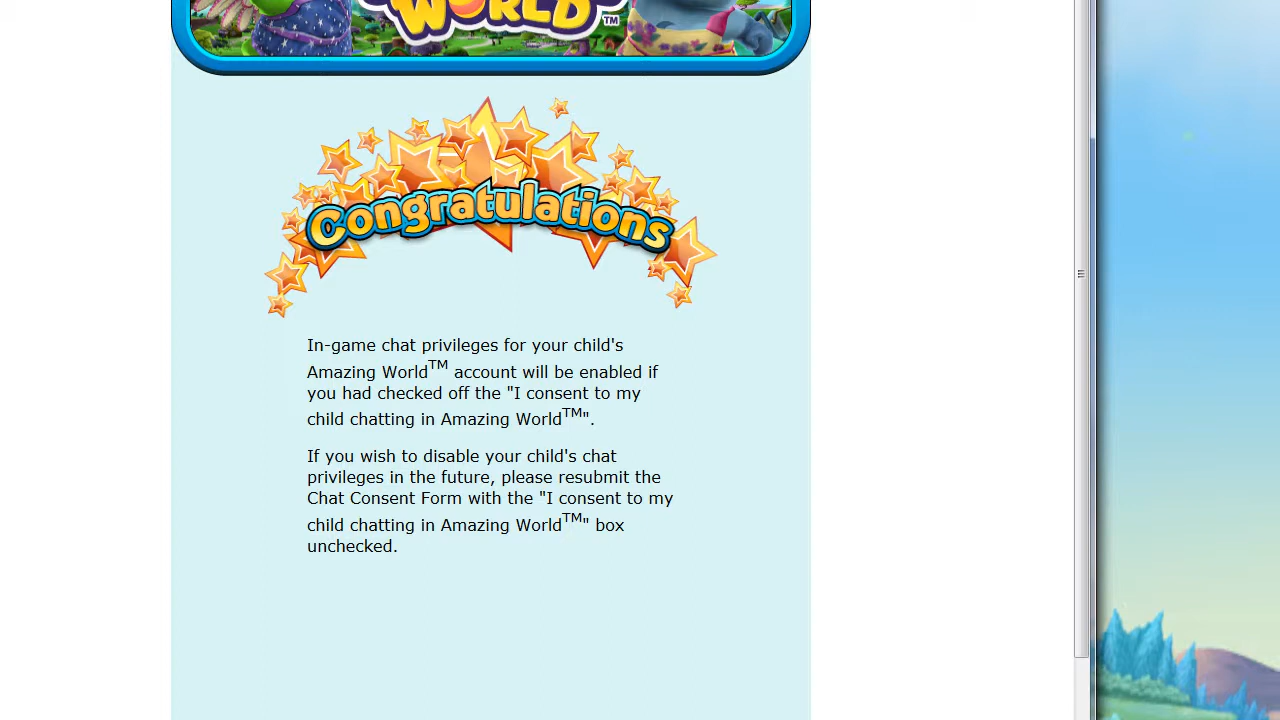 WORLD™
Congratulations
In-game chat privileges for your child's
Amazing World™ account will be enabled if
you had checked off the "I consent to my
child chatting in Amazing World™".
If you wish to disable your child's chat
privileges in the future, please resubmit the
Chat Consent Form with the "I consent to my
child chatting in Amazing World™" box
unchecked.